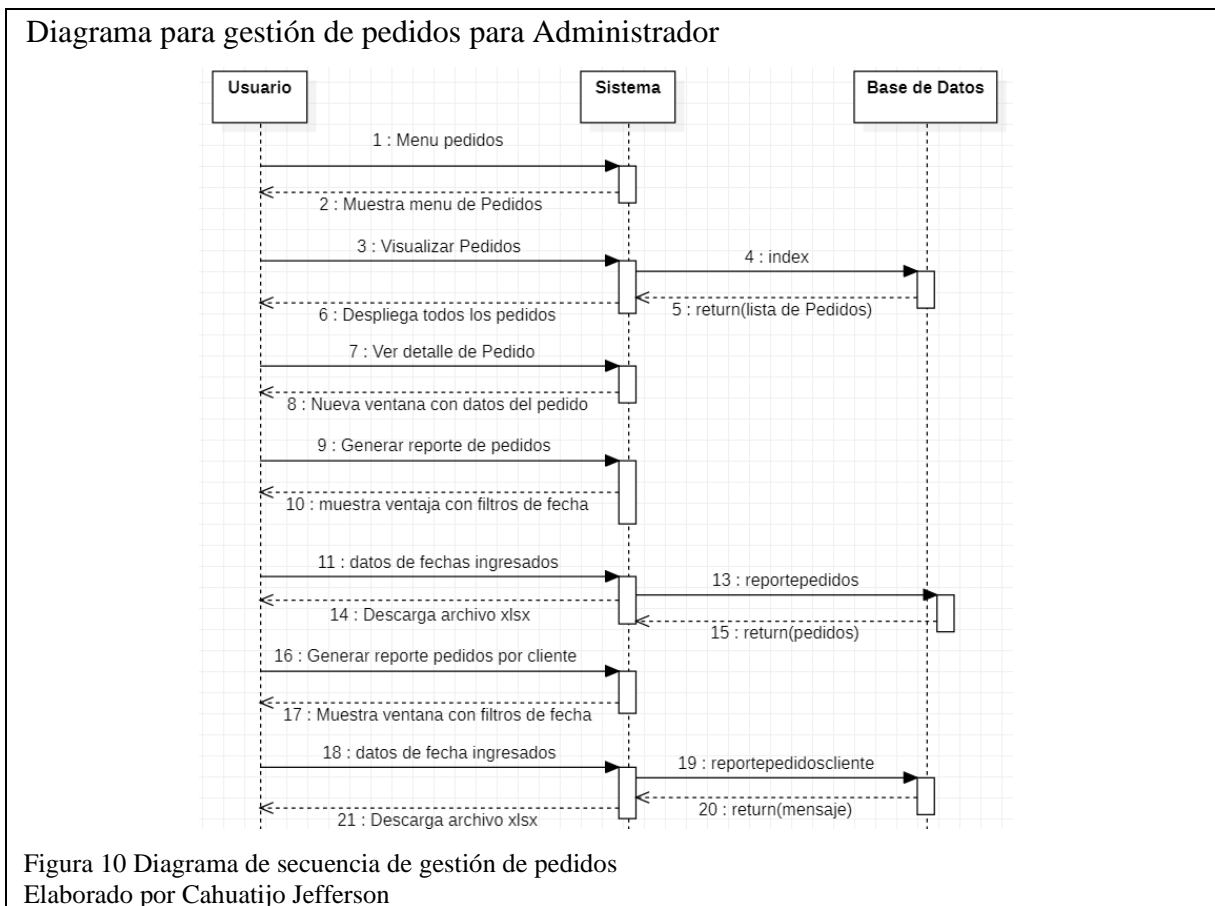 Diagrama para gestión de pedidos para Administrador
Usuario
Sistema
Base de Datos
1 : Menu pedidos
2 : Muestra menu de Pedidos
3 : Visualizar Pedidos
4 : index
5 : return(lista de Pedidos)
6 : Despliega todos los pedidos
7 : Ver detalle de Pedido
8 : Nueva ventana con datos del pedido
9 : Generar reporte de pedidos
10 : muestra ventaja con filtros de fecha
11 : datos de fechas ingresados
13 : reportepedidos
14 : Descarga archivo xlsx
15 : return(pedidos)
16 : Generar reporte pedidos por cliente
17 : Muestra ventana con filtros de fecha
18 : datos de fecha ingresados
19 : reportepedidoscliente
20 : return(mensaje)
21 : Descarga archivo xlsx
Figura 10 Diagrama de secuencia de gestión de pedidos
Elaborado por Cahuatijo Jefferson